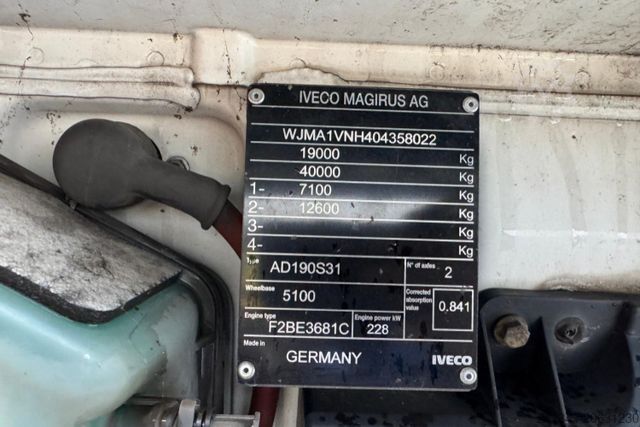 IVECO MAGIRUS AG
WJMA1VNH404358022
19000 Kg
40000 Kg
1- 7100 Kg
2- 12600 Kg
3- Kg
4- Kg
Type AD190S31 N° of axles 2
Wheelbase 5100 Corrected absorption value 0.841
Engine type F2BE3681C Engine power kW 228
Made in GERMANY IVECO